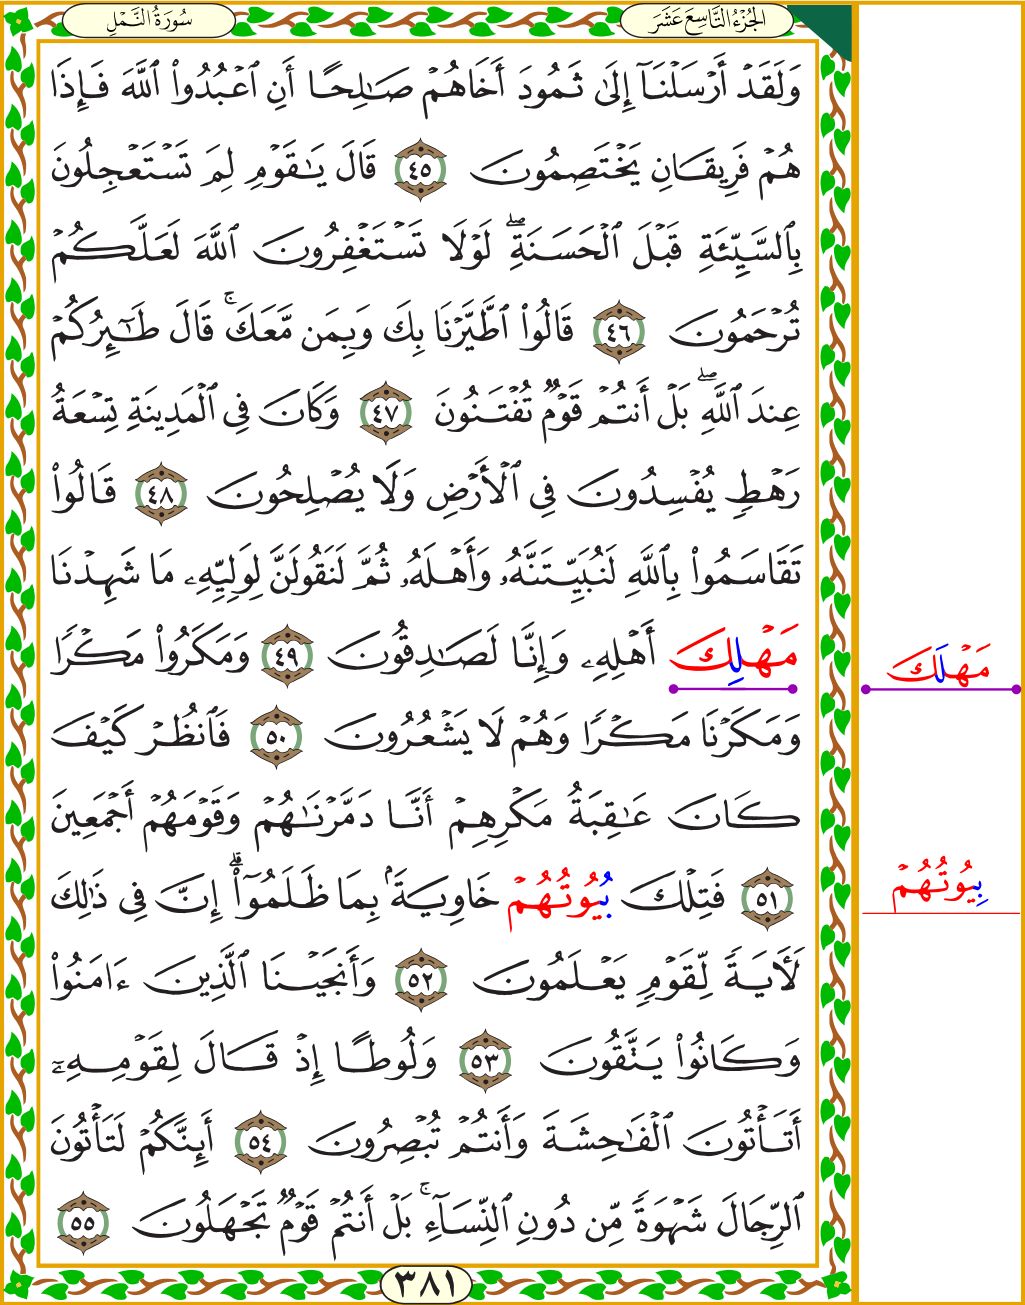 الجُزْءُ التَّاسِعَ عَشَرَ
سُورَةُ النَّمْلِ
وَلَقَدۡ أَرۡسَلۡنَآ إِلَىٰ ثَمُودَ أَخَاهُمۡ صَٰلِحًا أَنِ ٱعۡبُدُواْ ٱللَّهَ فَإِذَا
هُمۡ فَرِيقَانِ يَخۡتَصِمُونَ ٤٥ قَالَ يَٰقَوۡمِ لِمَ تَسۡتَعۡجِلُونَ
بِٱلسَّيِّئَةِ قَبۡلَ ٱلۡحَسَنَةِۖ لَوۡلَا تَسۡتَغۡفِرُونَ ٱللَّهَ لَعَلَّكُمۡ
تُرۡحَمُونَ ٤٦ قَالُواْ ٱطَّيَّرۡنَا بِكَ وَبِمَن مَّعَكَۚ قَالَ طَٰٓئِرُكُمۡ
عِندَ ٱللَّهِۖ بَلۡ أَنتُمۡ قَوۡمٞ تُفۡتَنُونَ ٤٧ وَكَانَ فِي ٱلۡمَدِينَةِ تِسۡعَةُ
رَهۡطٖ يُفۡسِدُونَ فِي ٱلۡأَرۡضِ وَلَا يُصۡلِحُونَ ٤٨ قَالُواْ
تَقَاسَمُواْ بِٱللَّهِ لَنُبَيِّتَنَّهُۥ وَأَهۡلَهُۥ ثُمَّ لَنَقُولَنَّ لِوَلِيِّهِۦ مَا شَهِدۡنَا
مَهۡلِكَ أَهۡلِهِۦ وَإِنَّا لَصَٰدِقُونَ ٤٩ وَمَكَرُواْ مَكۡرٗا
مَهۡلَكَ
وَمَكَرۡنَا مَكۡرٗا وَهُمۡ لَا يَشۡعُرُونَ ٥٠ فَٱنظُرۡ كَيۡفَ
كَانَ عَٰقِبَةُ مَكۡرِهِمۡ أَنَّا دَمَّرۡنَٰهُمۡ وَقَوۡمَهُمۡ أَجۡمَعِينَ
٥١ فَتِلۡكَ بُيُوتُهُمۡ خَاوِيَةَۢ بِمَا ظَلَمُوٓاْۚ إِنَّ فِي ذَٰلِكَ
بِيُوتُهُمۡ
لَأٓيَةٗ لِّقَوۡمٖ يَعۡلَمُونَ ٥٢ وَأَنجَيۡنَا ٱلَّذِينَ ءَامَنُواْ
وَكَانُواْ يَتَّقُونَ ٥٣ وَلُوطًا إِذۡ قَالَ لِقَوۡمِهِۦٓ
أَتَأۡتُونَ ٱلۡفَٰحِشَةَ وَأَنتُمۡ تُبۡصِرُونَ ٥٤ أَئِنَّكُمۡ لَتَأۡتُونَ
ٱلرِّجَالَ شَهۡوَةٗ مِّن دُونِ ٱلنِّسَآءِۚ بَلۡ أَنتُمۡ قَوۡمٞ تَجۡهَلُونَ ٥٥
٣٨١